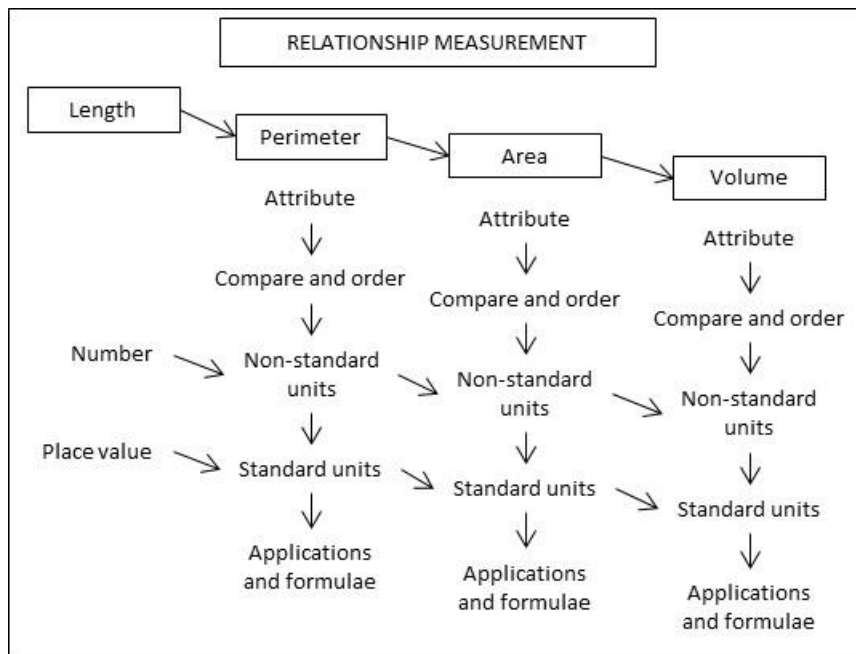 RELATIONSHIP MEASUREMENT
Length
Perimeter
Area
Volume
Attribute
Attribute
Attribute
Compare and order
Compare and order
Compare and order
Number
Non-standard
units
Non-standard
units
Non-standard
units
Place value
Standard units
Standard units
Standard units
Applications
and formulae
Applications
and formulae
Applications
and formulae